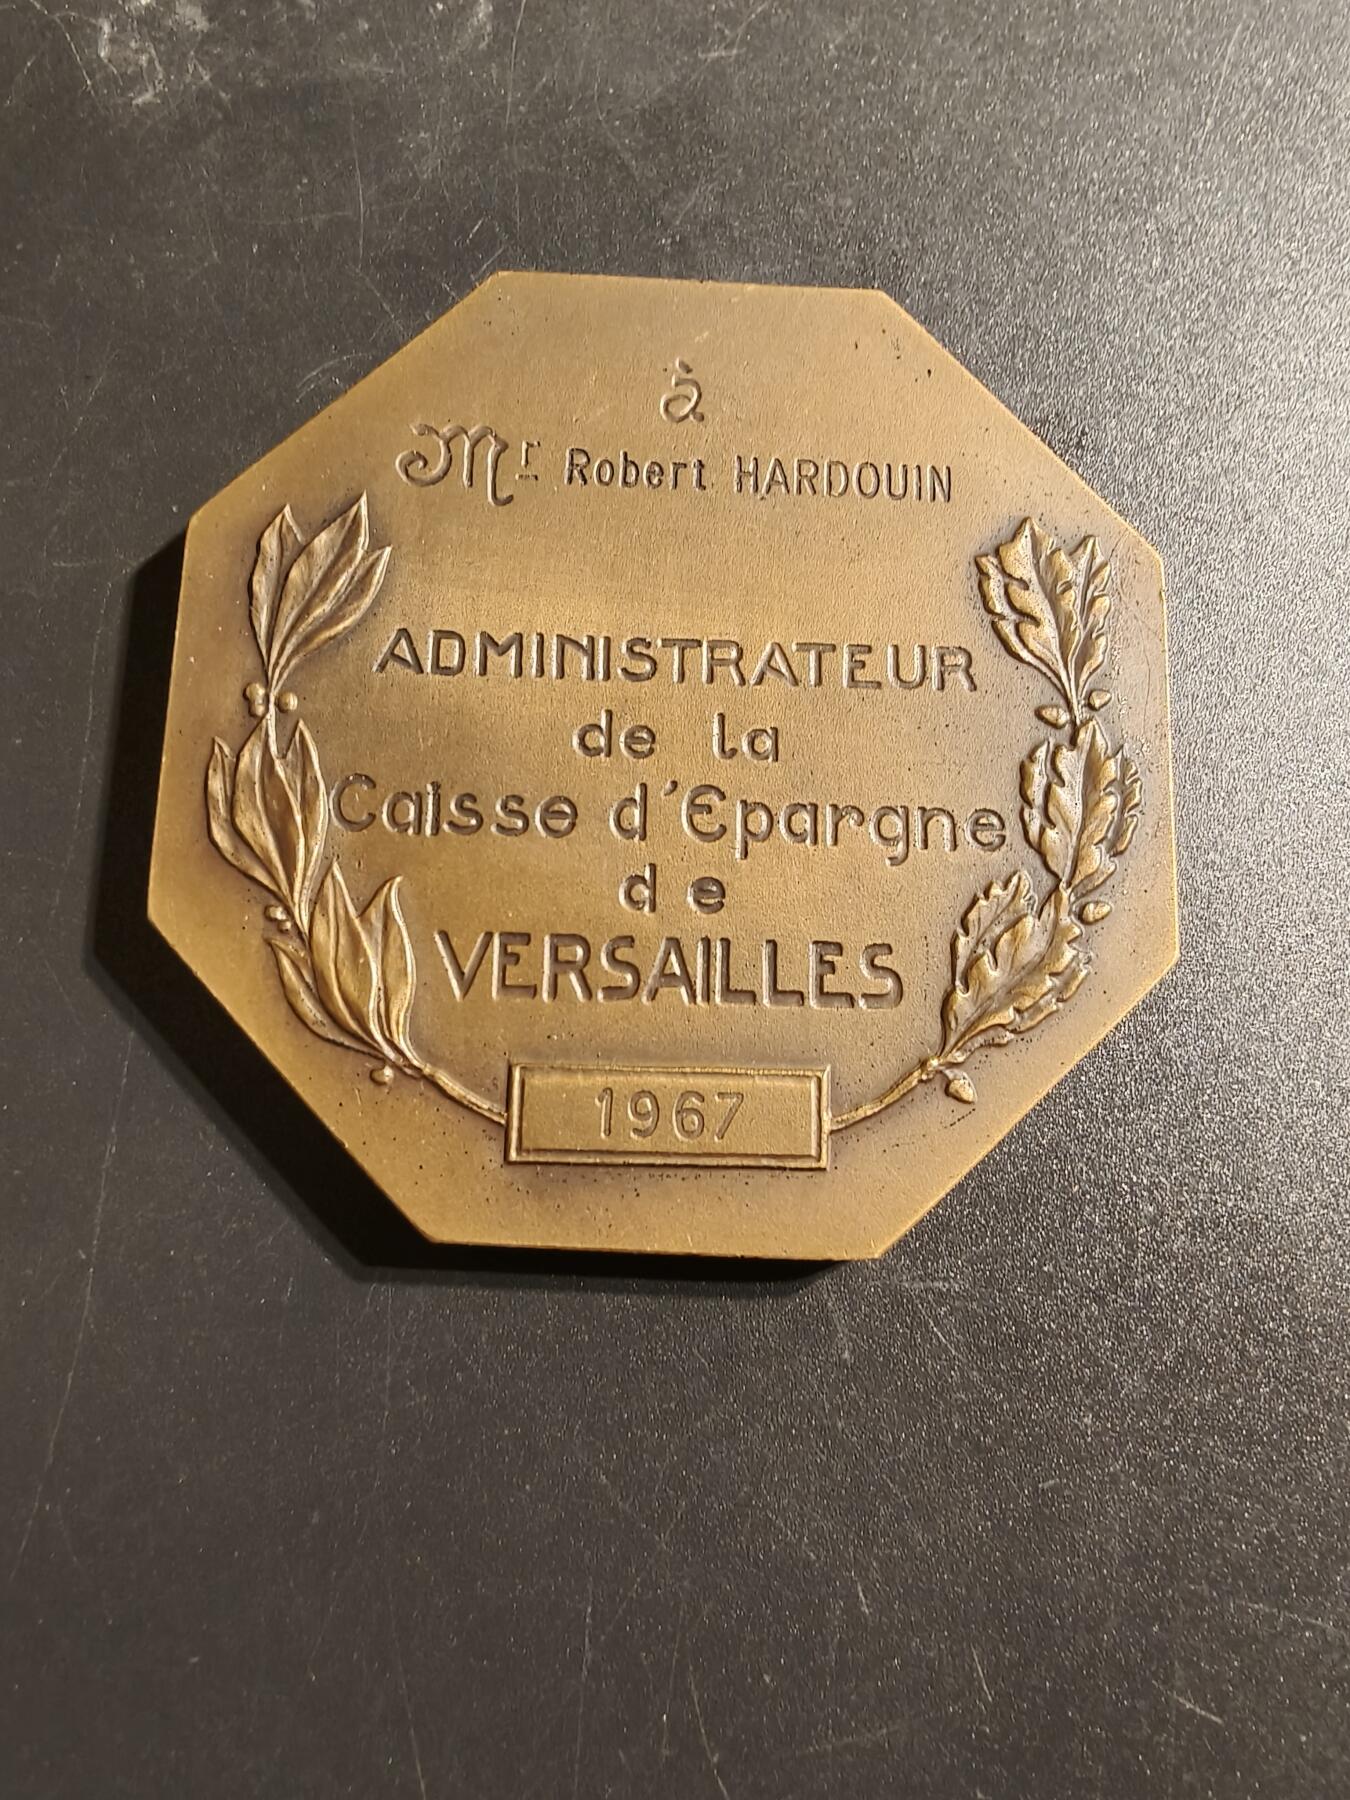 à
Mr Robert HARDOUIN
ADMINISTRATEUR
de la
Caisse d'Epargne
de
VERSAILLES
1967